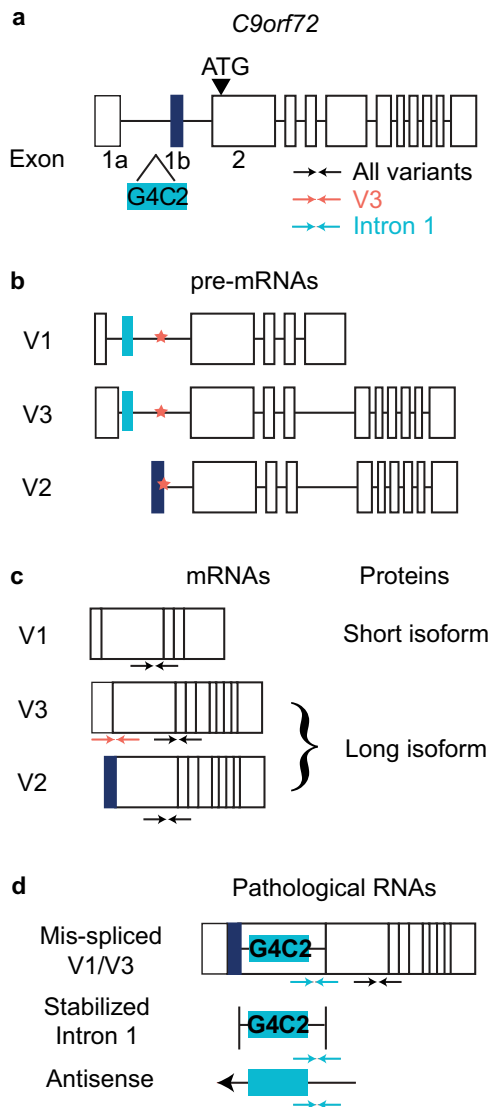 a
C9orf72
ATG
Exon
1a
1b
2
G4C2
All variants
V3
Intron 1
b
pre-mRNAs
V1
V3
V2
c
mRNAs
Proteins
V1
Short isoform
V3
Long isoform
V2
d
Pathological RNAs
Mis-spliced
V1/V3
G4C2
Stabilized
Intron 1
G4C2
Antisense